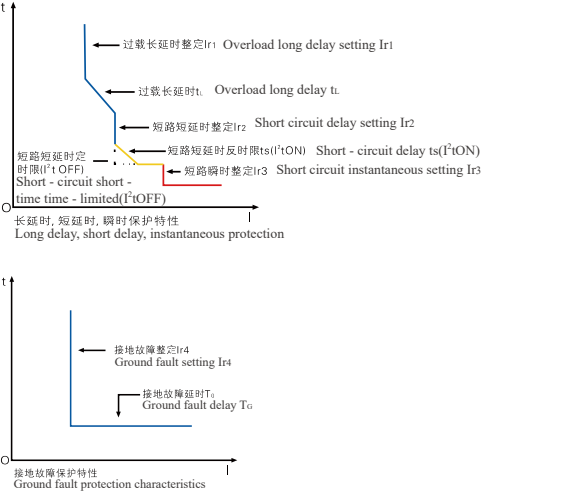 t
过载长延时整定Ir1 Overload long delay setting Ir1
过载长延时tL Overload long delay tL
短路短延时整定Ir2 Short circuit delay setting Ir2
短路短延时反时限ts(I²tON) Short - circuit delay ts(I²tON)
短路短延时定
时限(I²t OFF)
短路瞬时整定Ir3 Short circuit instantaneous setting Ir3
Short - circuit short -
time time - limited(I²tOFF)
O
I
长延时, 短延时, 瞬时保护特性
Long delay, short delay, instantaneous protection
t
接地故障整定Ir4
Ground fault setting Ir4
接地故障延时TG
Ground fault delay TG
O
I
接地故障保护特性
Ground fault protection characteristics